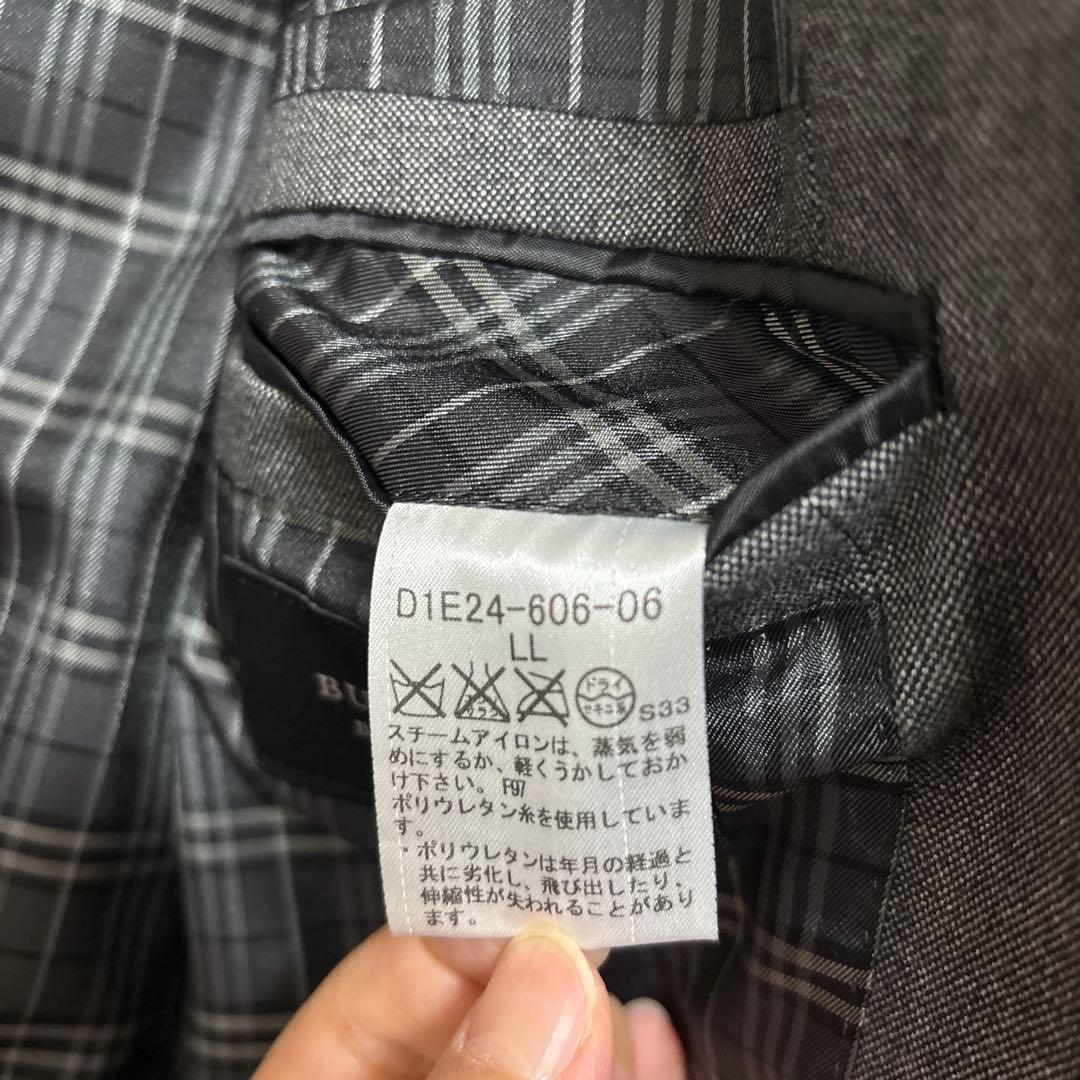 D1E24-606-06
LL
ドライ
セキユ系
S33
スチームアイロンは、蒸気を弱
めにするか、軽くうかしておか
け下さい。F97
ポリウレタン糸を使用していま
す。
・ポリウレタンは年月の経過と
共に劣化し、飛び出したり、
伸縮性が失われることがあり
ます。
BU